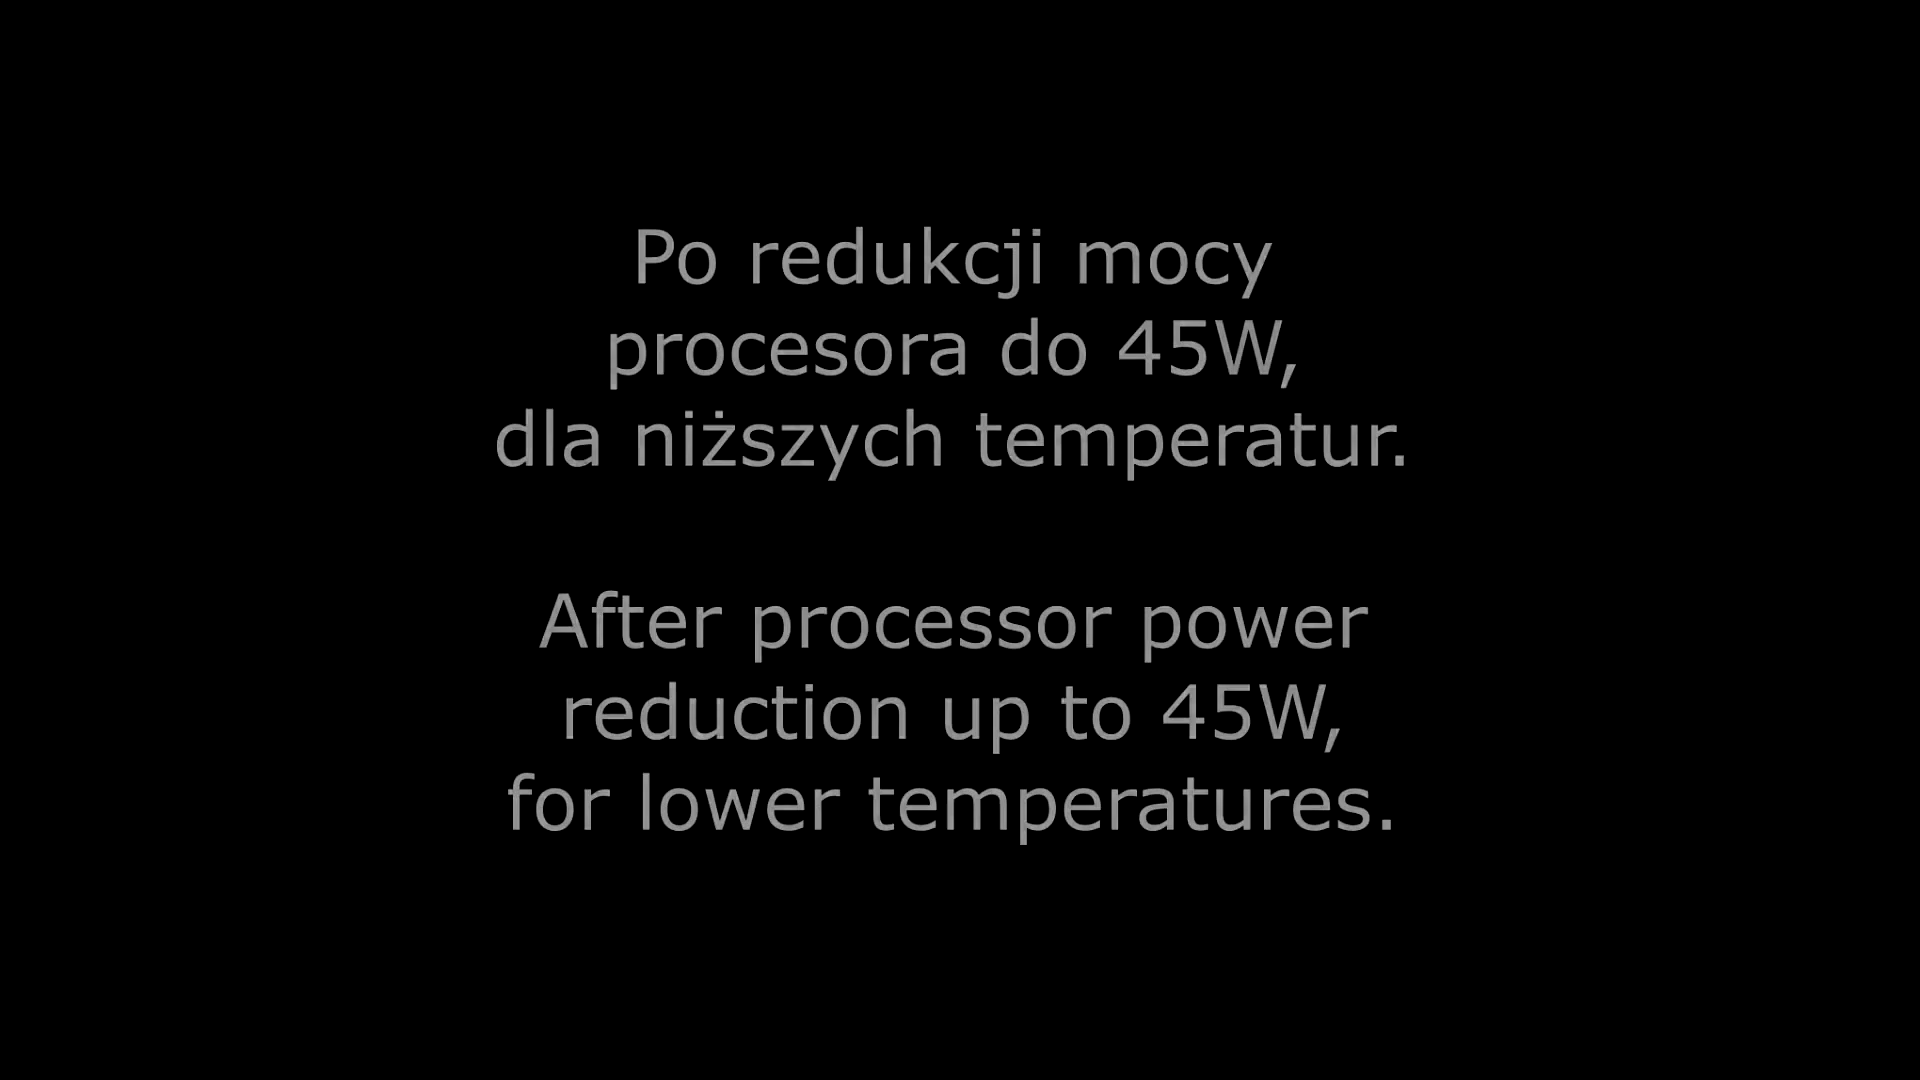 Po redukcji mocy
procesora do 45W,
dla niższych temperatur.
After processor power
reduction up to 45W,
for lower temperatures.